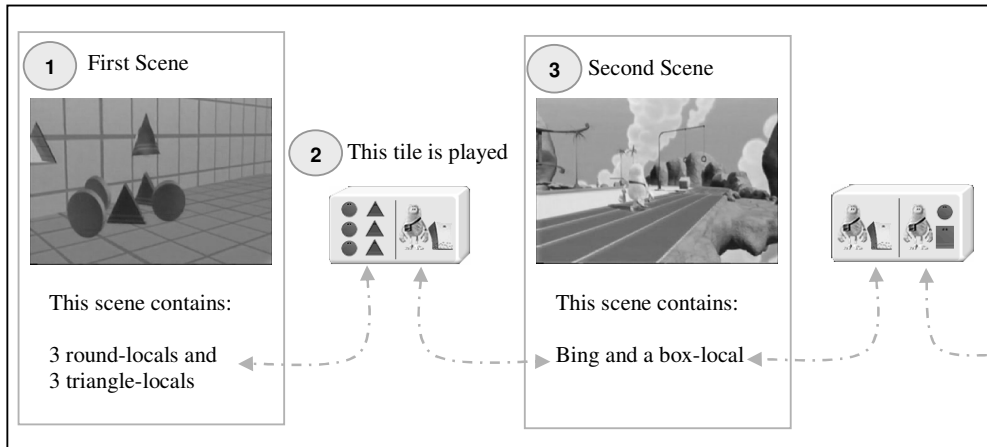 1 First Scene
2 This tile is played
3 Second Scene
This scene contains:
3 round-locals and
3 triangle-locals
This scene contains:
Bing and a box-local